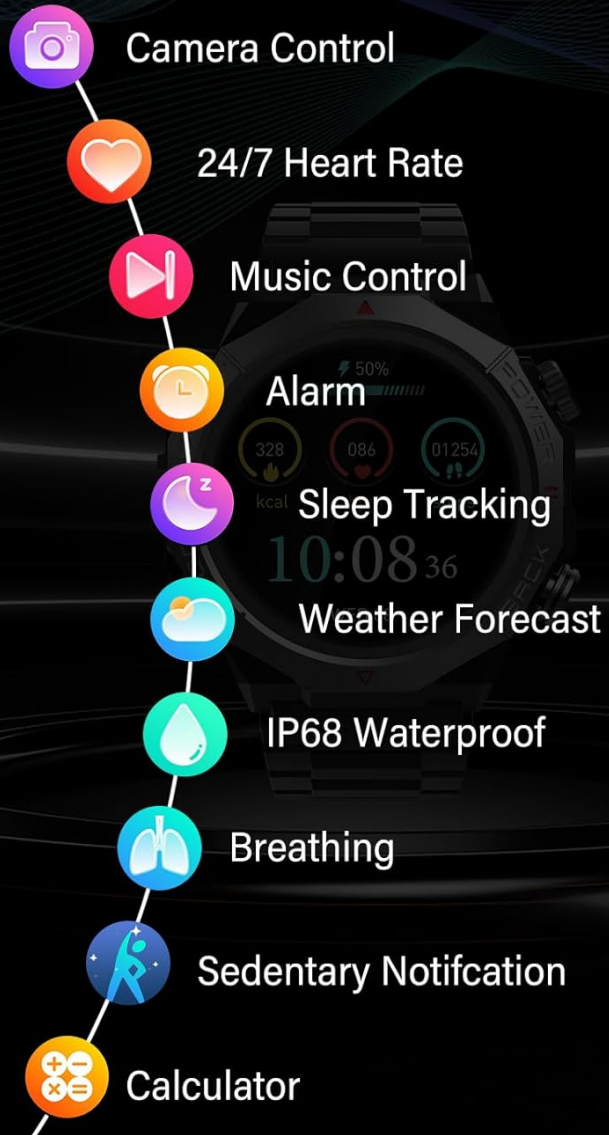 Camera Control
24/7 Heart Rate
Music Control
POWER
50%
Alarm
328
086
01254
kcal
Sleep Tracking
10:08 36
Weather Forecast
IP68 Waterproof
Breathing
Sedentary Notifcation
Calculator